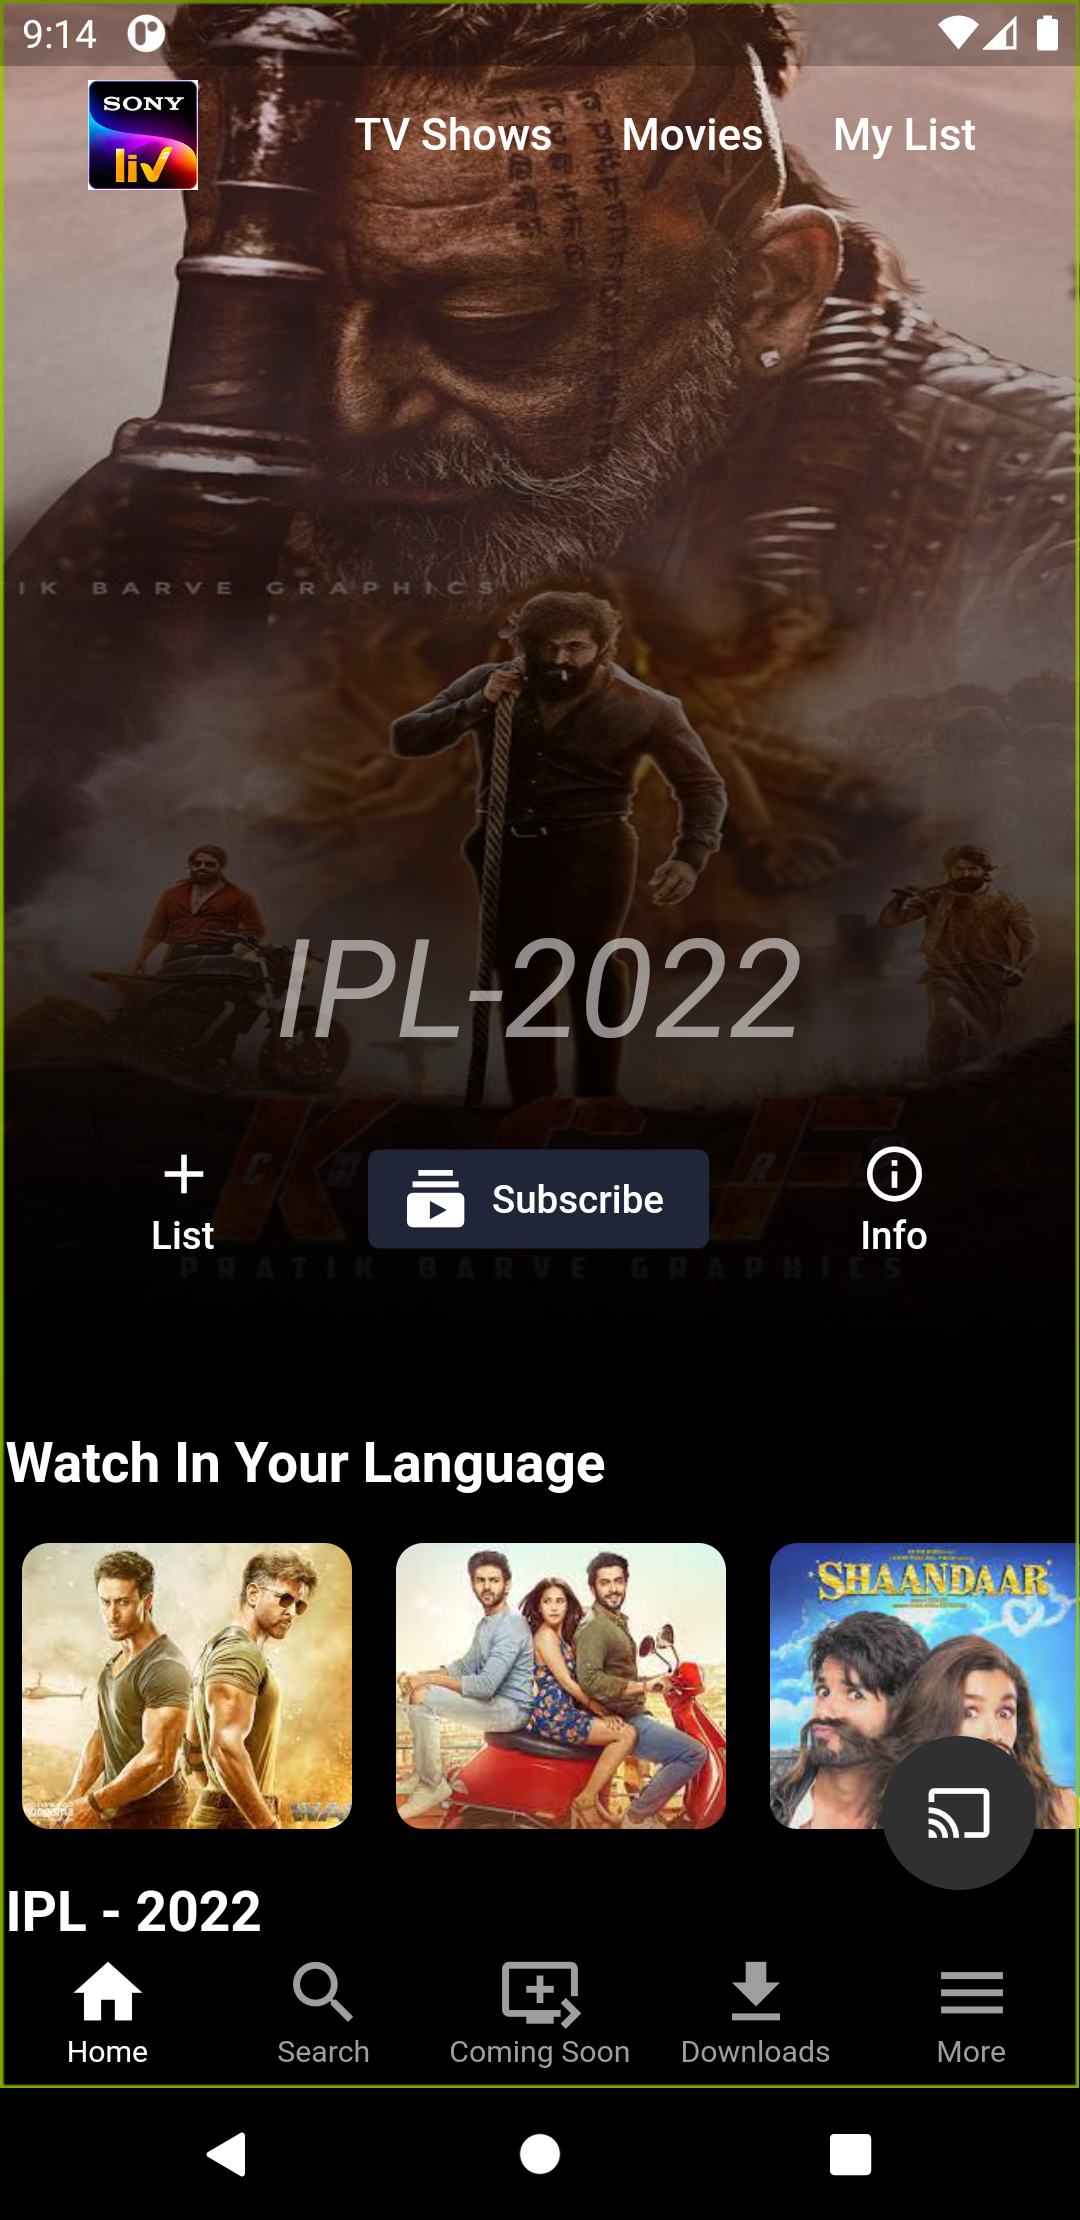 9:14
SONY
liv
TV Shows
Movies
My List
IK BARVE GRAPHICS
IPL-2022
KGF
List
Subscribe
Info
PRATIK BARVE GRAPHICS
Watch In Your Language
SHAANDAAR
IPL - 2022
Home
Search
Coming Soon
Downloads
More